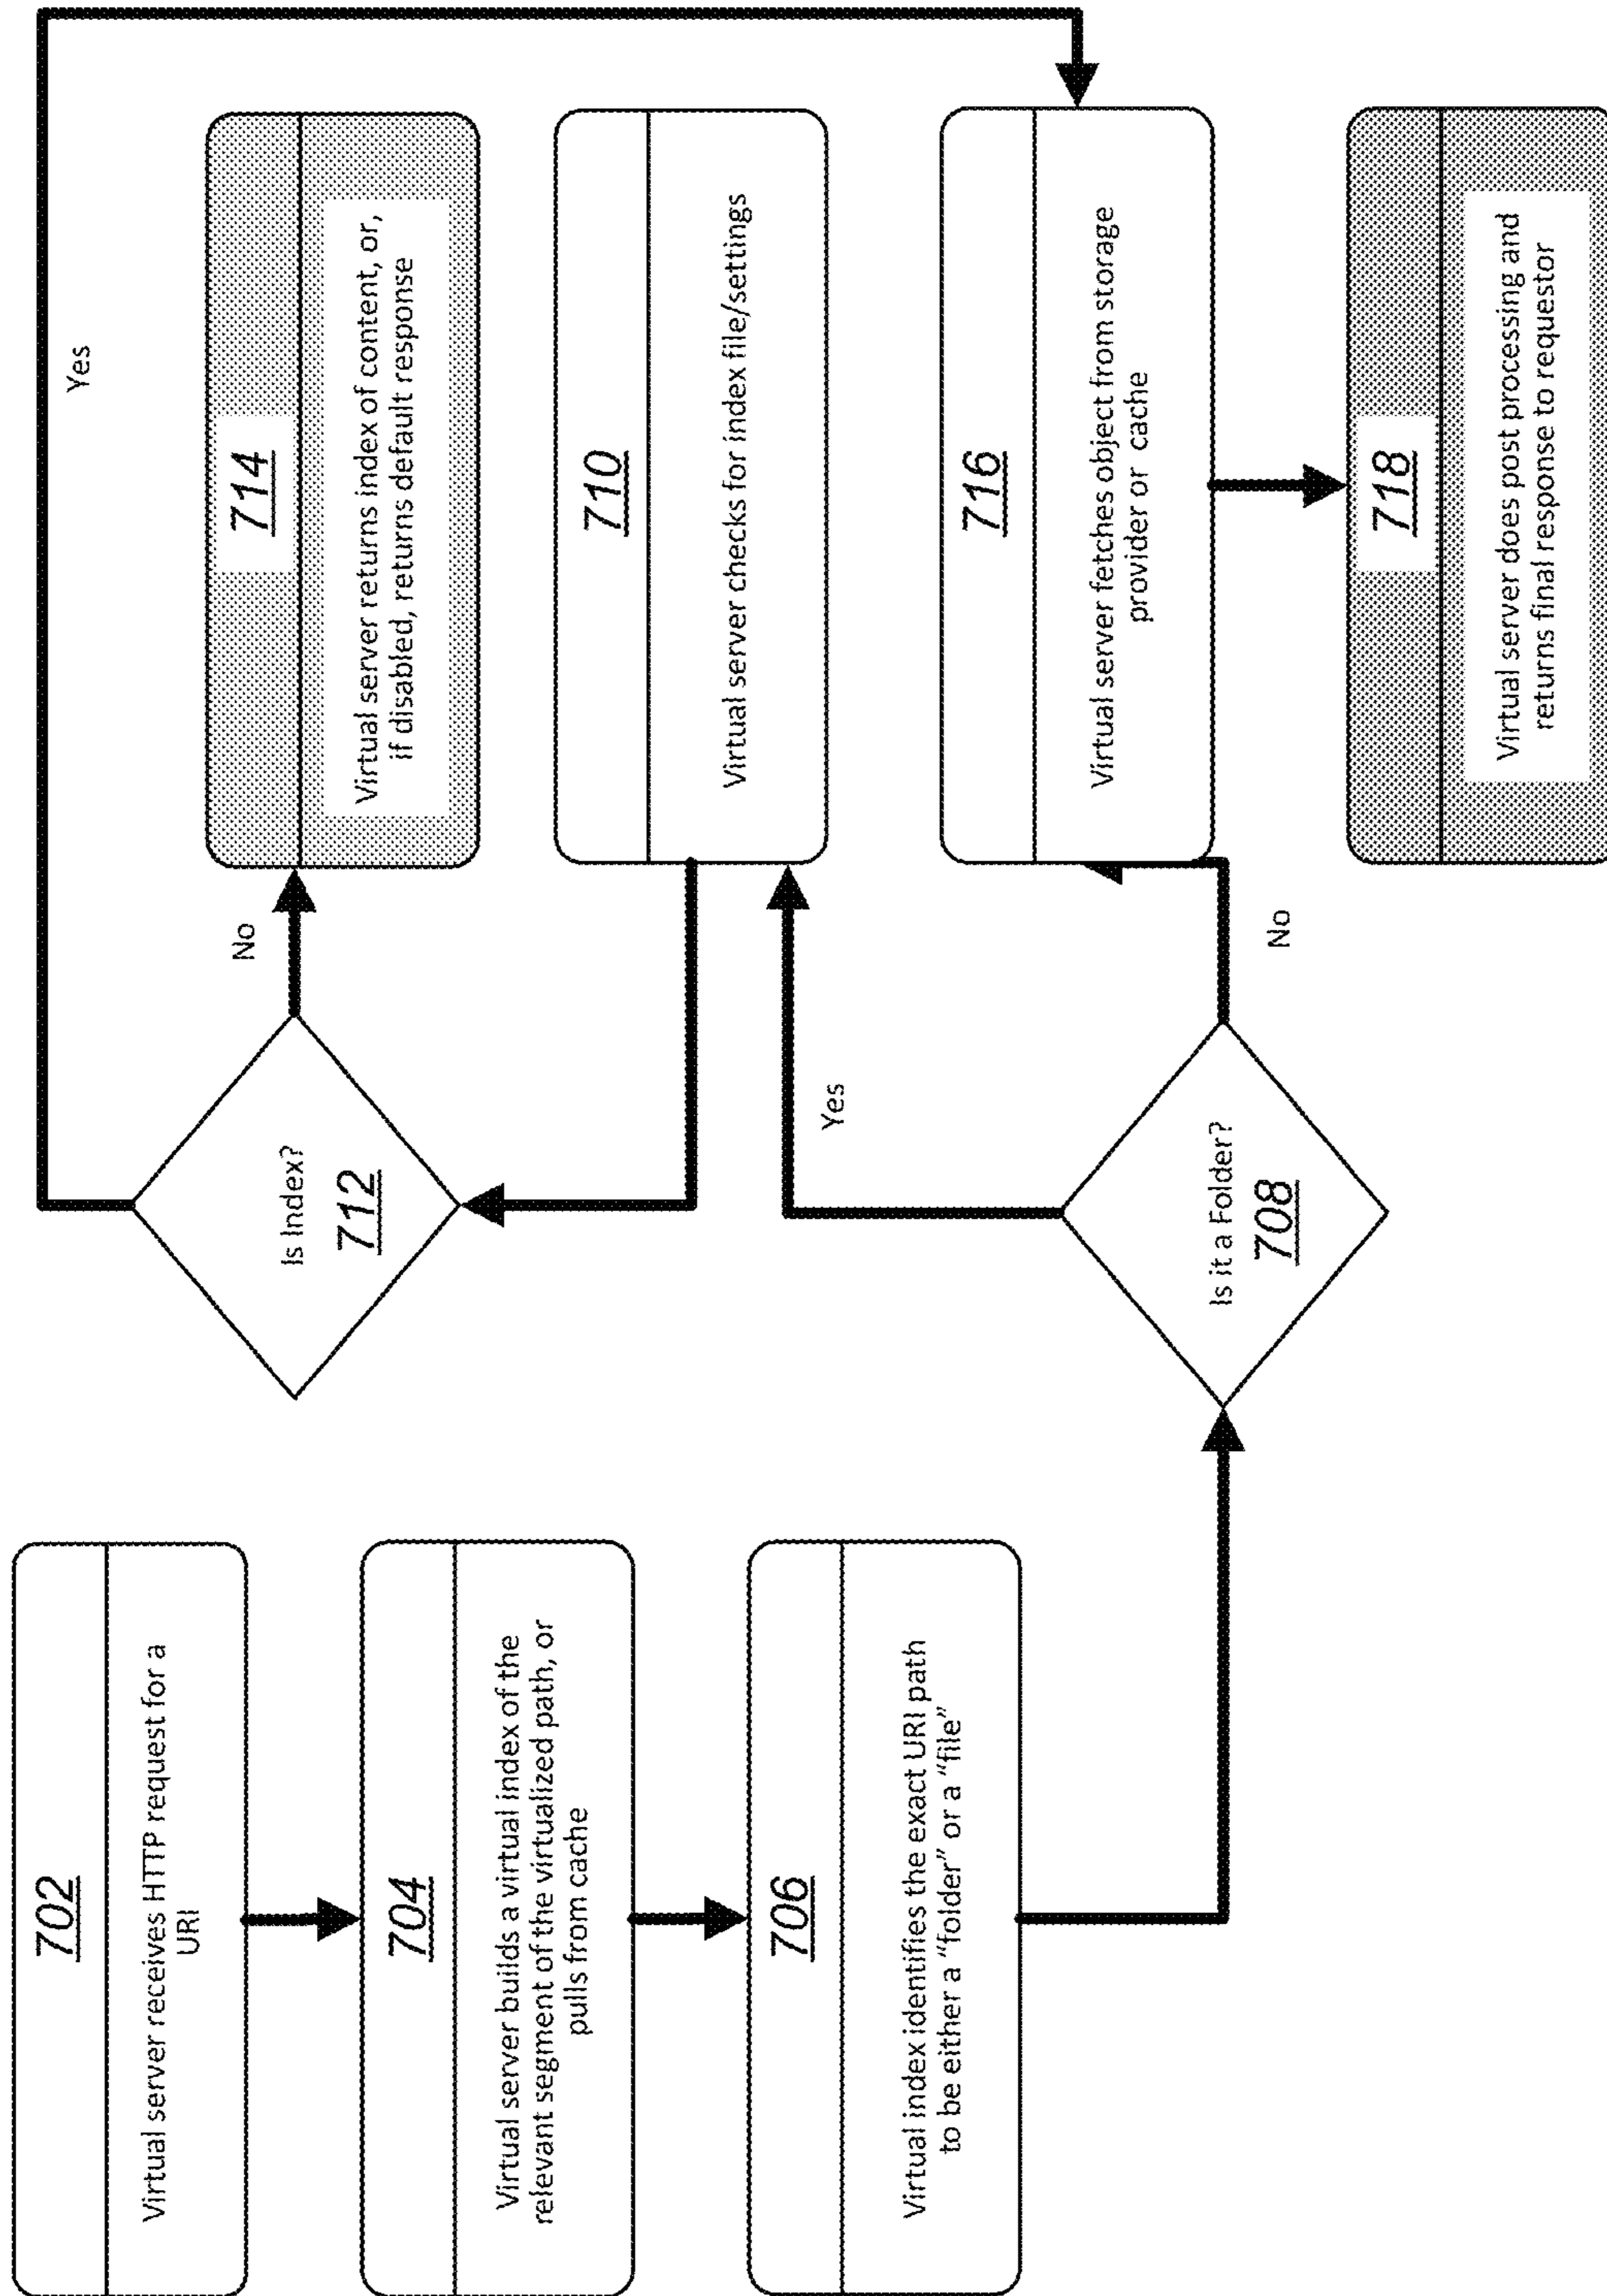 702
Virtual server receives HTTP request for a
URI
704
Virtual server builds a virtual index of the
relevant segment of the virtualized path, or
pulls from cache
706
Virtual index identifies the exact URI path
to be either a “folder” or a “file”
Is it a Folder?
708
Yes
No
710
Virtual server checks for index file/settings
Is Index?
712
No
Yes
714
Virtual server returns index of content, or,
if disabled, returns default response
716
Virtual server fetches object from storage
provider or cache
718
Virtual server does post processing and
returns final response to requestor